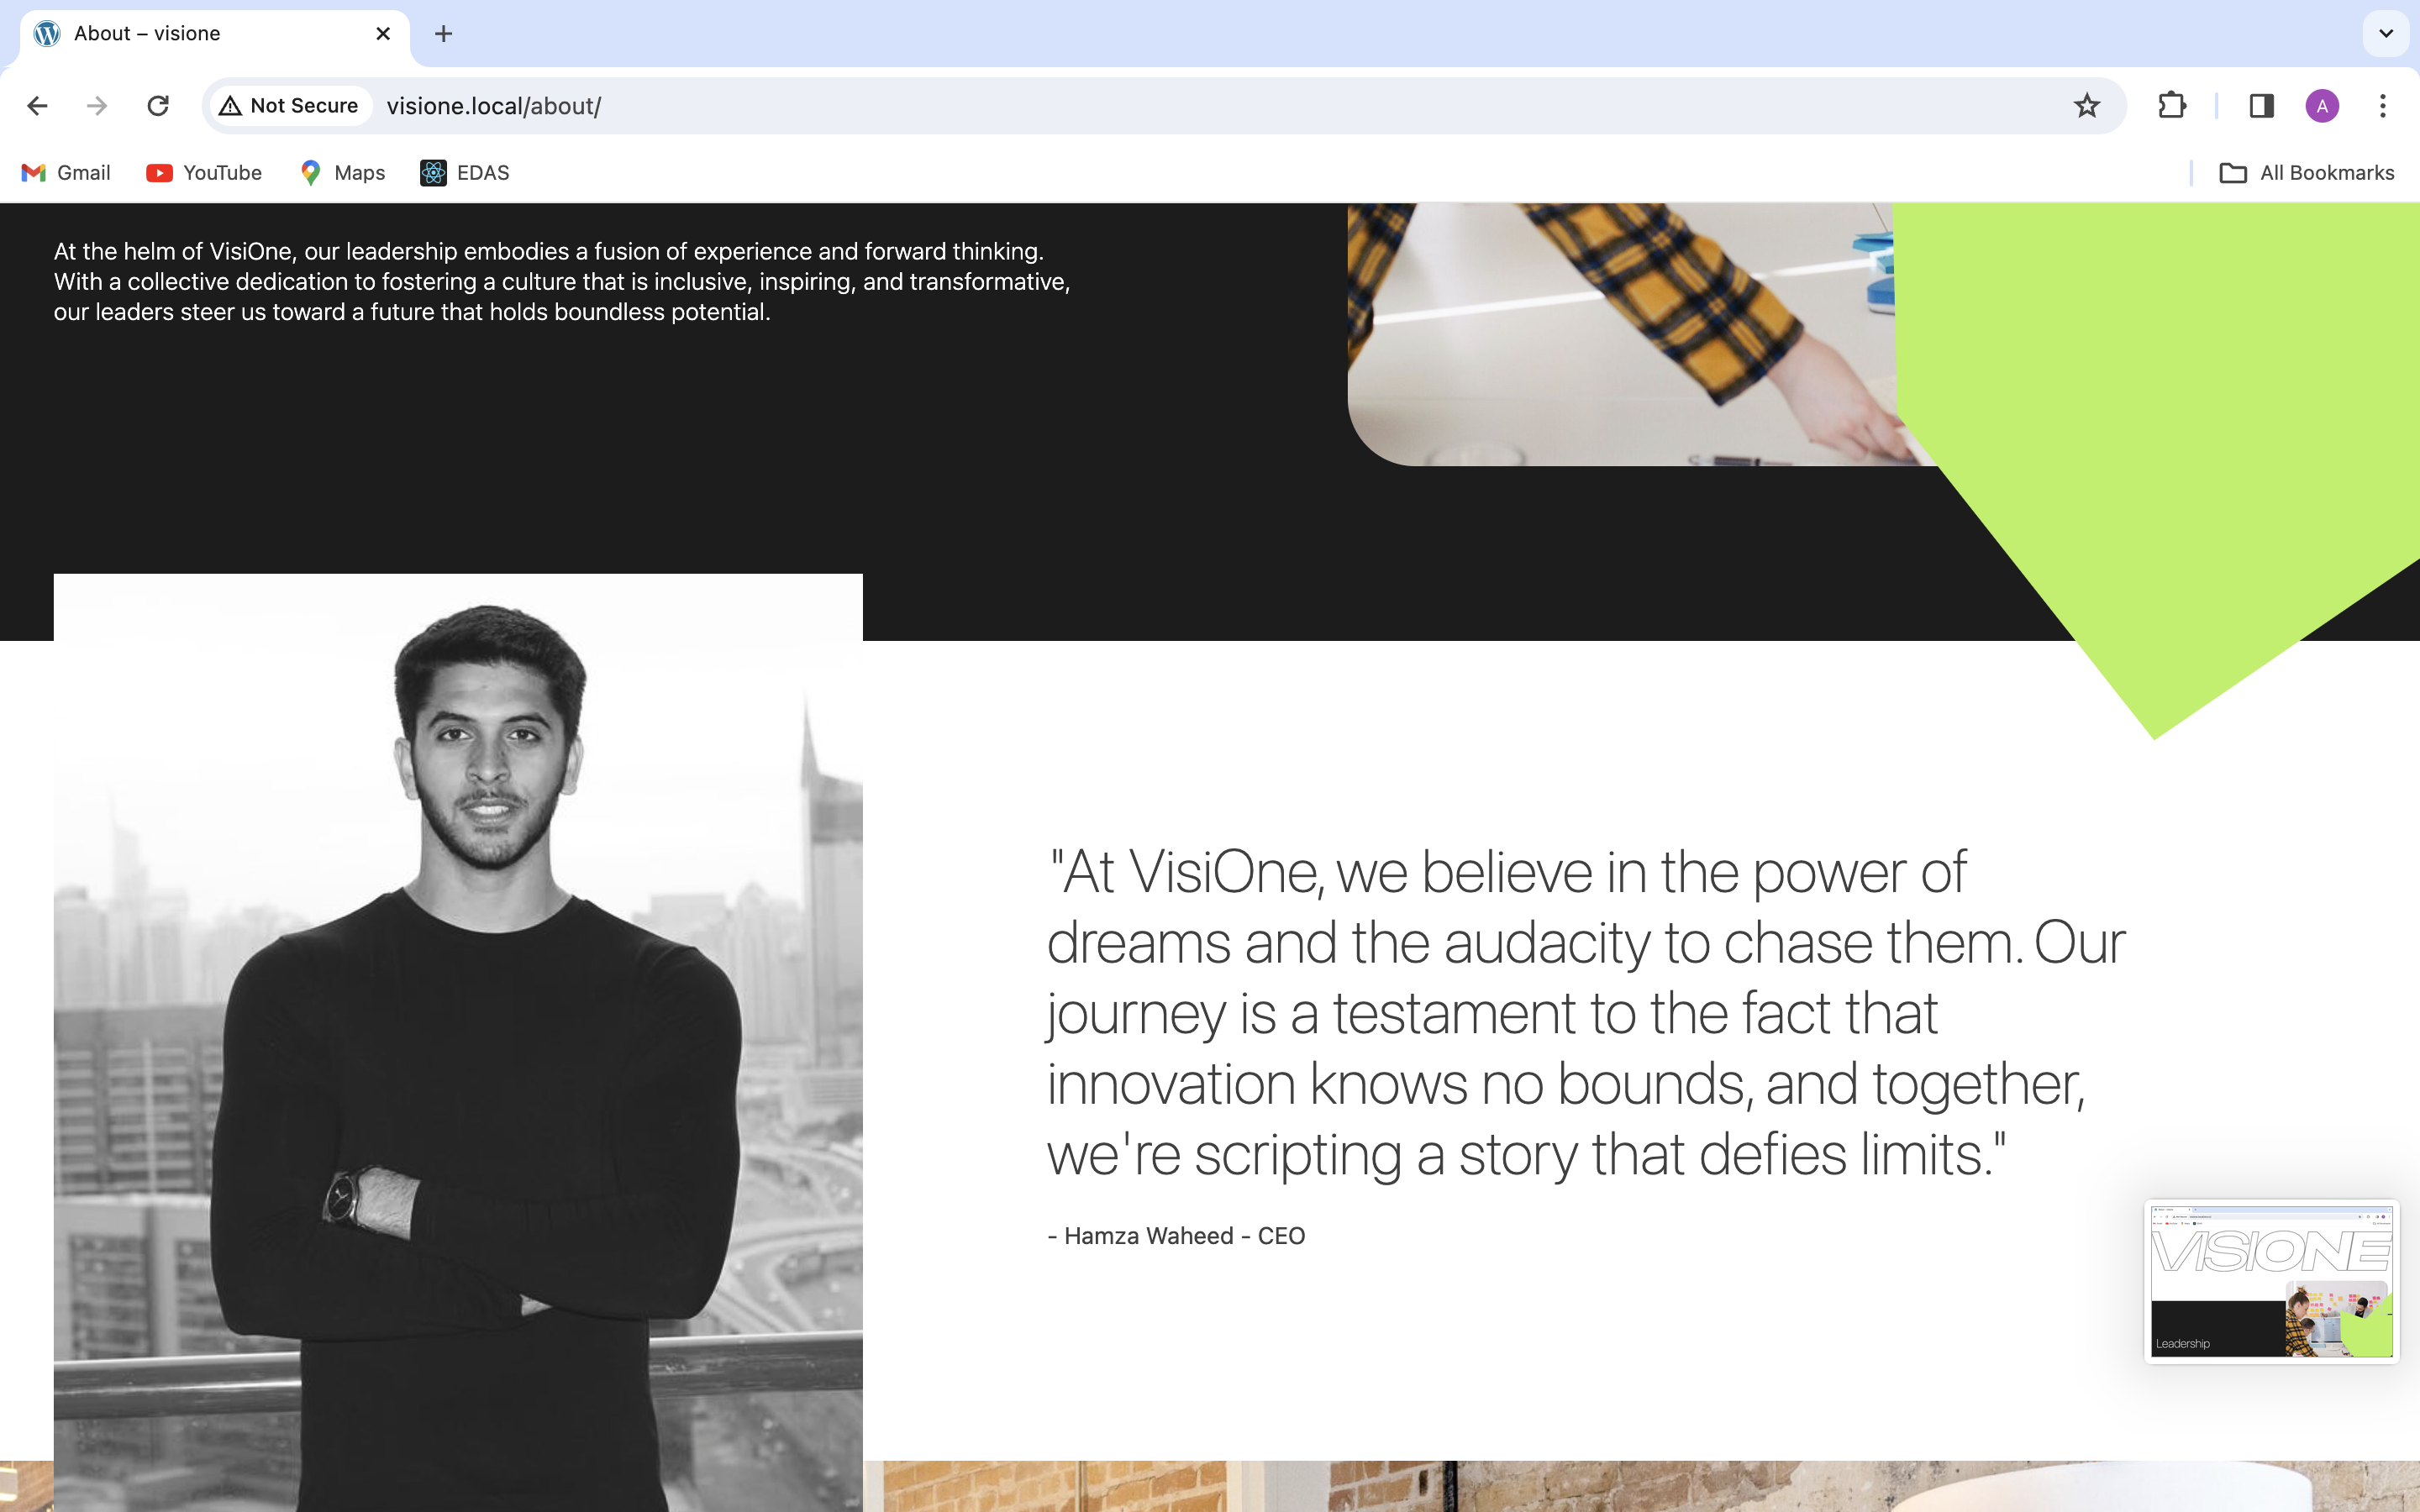 About – visione
Not Secure visione.local/about/
A
Gmail YouTube Maps EDAS All Bookmarks
At the helm of VisiOne, our leadership embodies a fusion of experience and forward thinking.
With a collective dedication to fostering a culture that is inclusive, inspiring, and transformative,
our leaders steer us toward a future that holds boundless potential.
"At VisiOne, we believe in the power of
dreams and the audacity to chase them. Our
journey is a testament to the fact that
innovation knows no bounds, and together,
we're scripting a story that defies limits."
- Hamza Waheed - CEO
VISIONE
Leadership